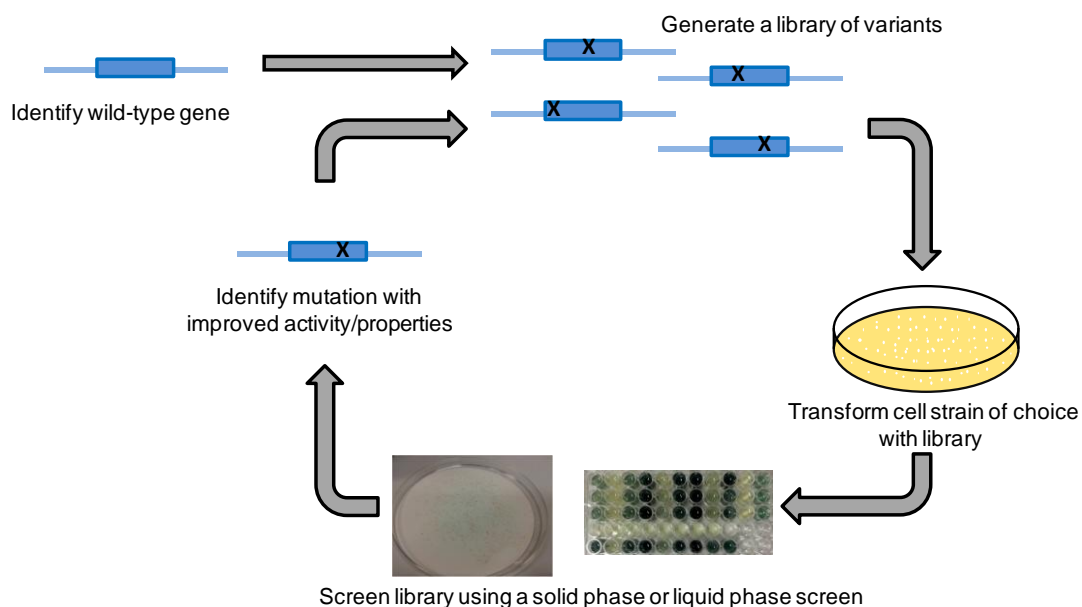 Generate a library of variants
X
X
X
X
Identify wild-type gene
X
Identify mutation with
improved activity/properties
Transform cell strain of choice
with library
Screen library using a solid phase or liquid phase screen